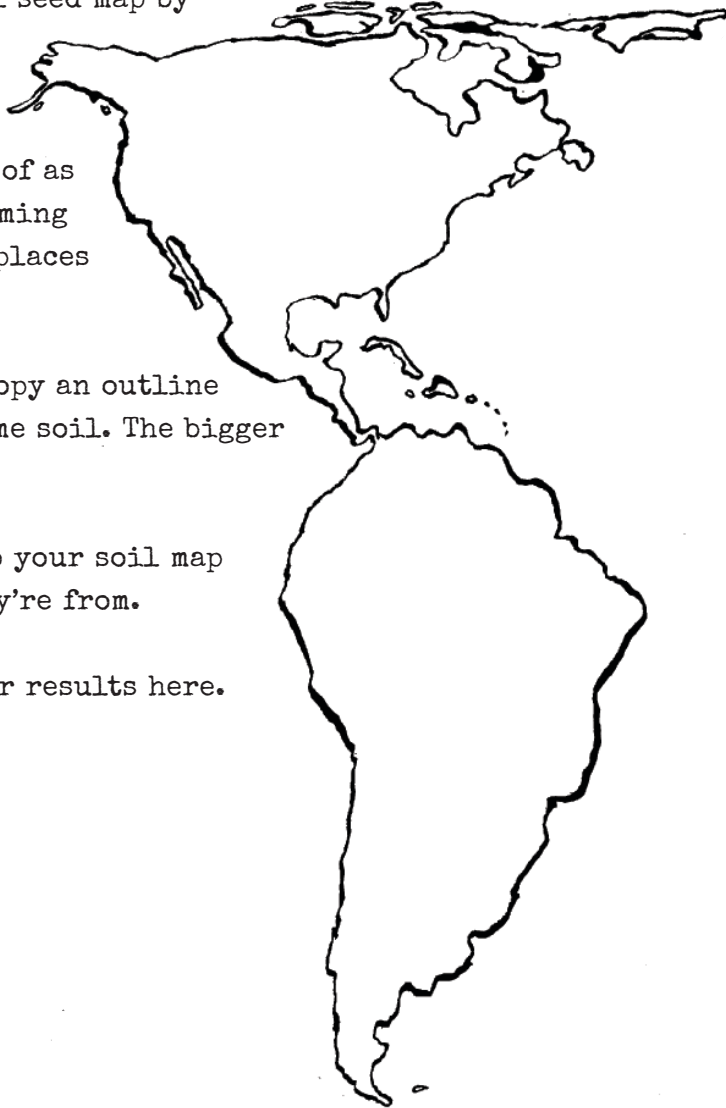 seed map by
of as
ming
places
opy an outline
me soil. The bigger
your soil map
y're from.
r results here.